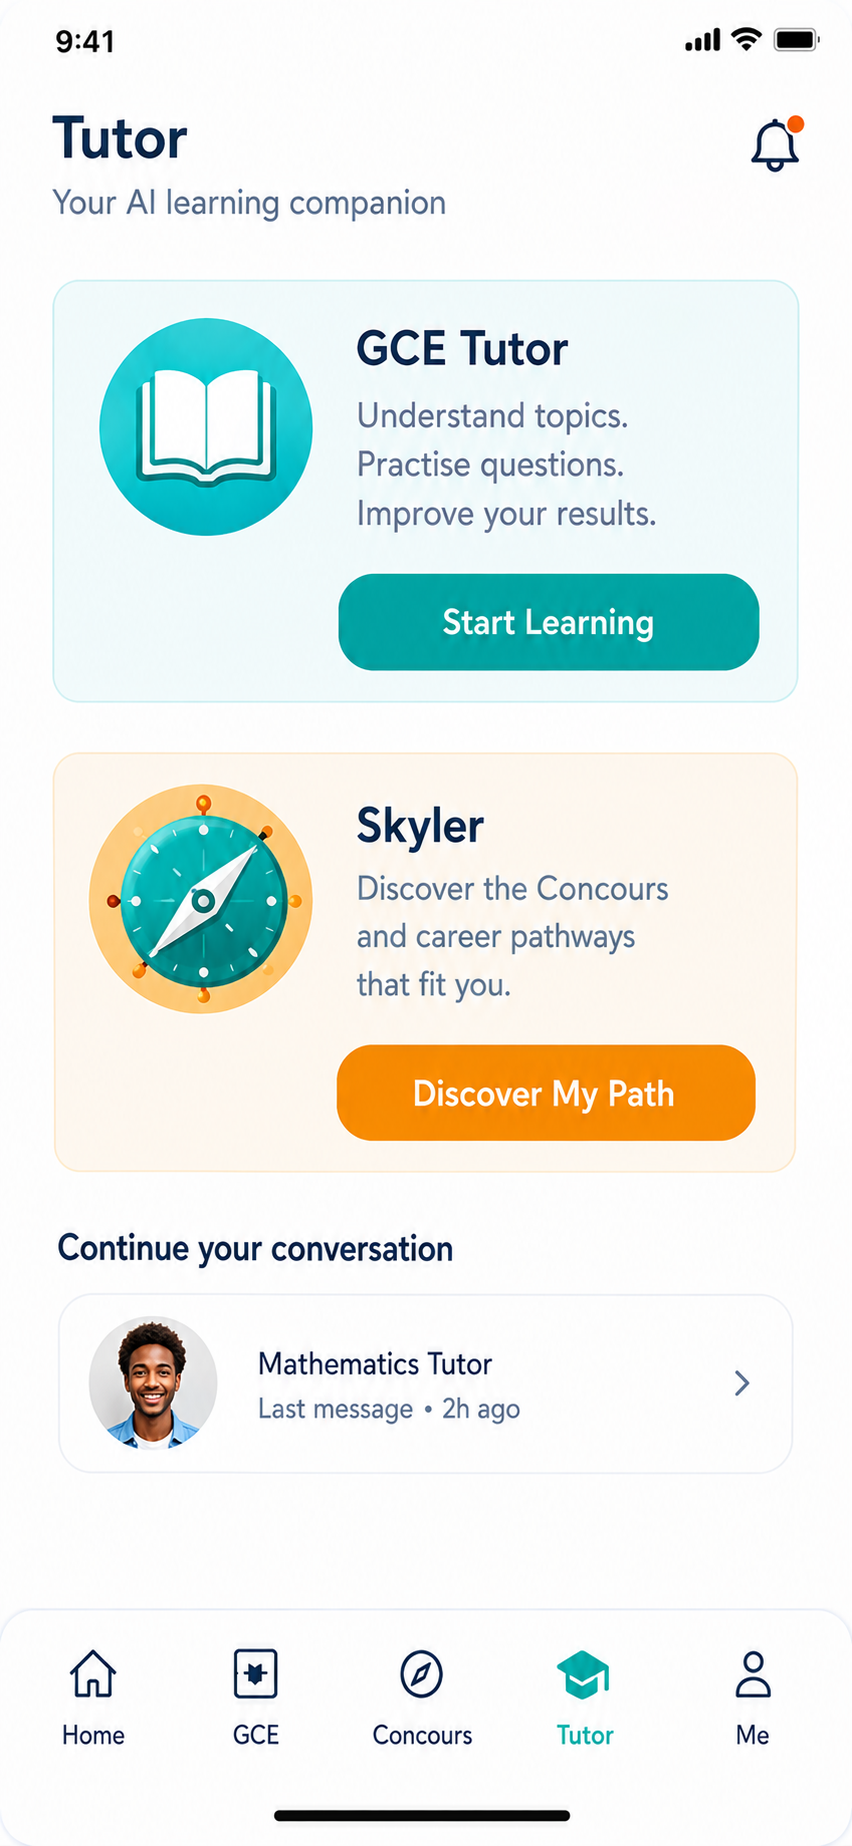 9:41
Tutor
Your AI learning companion
GCE Tutor
Understand topics.
Practise questions.
Improve your results.
Start Learning
Skyler
Discover the Concours
and career pathways
that fit you.
Discover My Path
Continue your conversation
Mathematics Tutor
Last message • 2h ago
Home
GCE
Concours
Tutor
Me